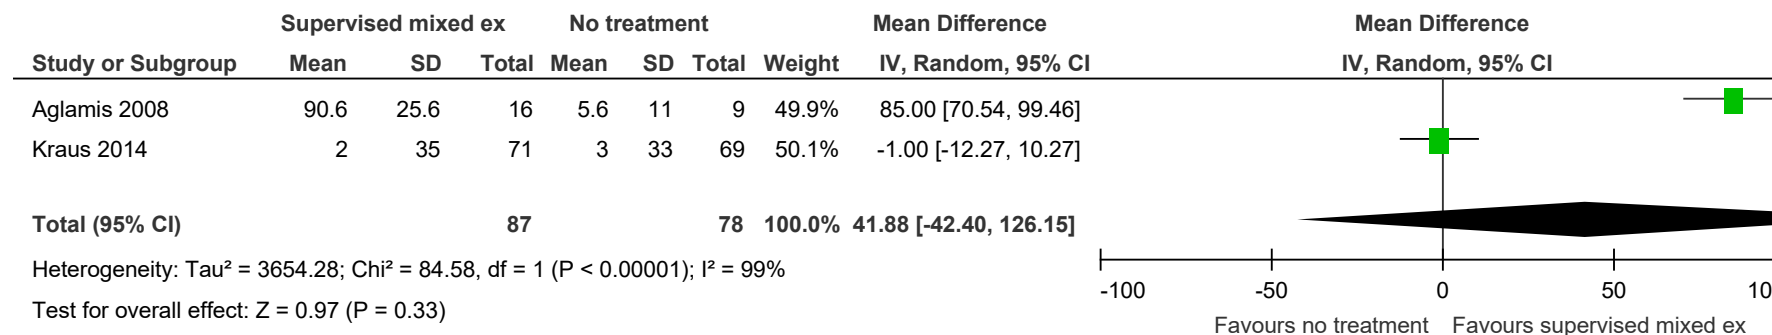 Supervised mixed ex No treatment Mean Difference Mean Difference
Study or Subgroup Mean SD Total Mean SD Total Weight IV, Random, 95% CI IV, Random, 95% CI
Aglamis 2008 90.6 25.6 16 5.6 11 9 49.9% 85.00 [70.54, 99.46]
Kraus 2014 2 35 71 3 33 69 50.1% -1.00 [-12.27, 10.27]
Total (95% CI) 87 78 100.0% 41.88 [-42.40, 126.15]
Heterogeneity: Tau² = 3654.28; Chi² = 84.58, df = 1 (P < 0.00001); I² = 99%
Test for overall effect: Z = 0.97 (P = 0.33)
-100 -50 0 50 10
Favours no treatment Favours supervised mixed ex